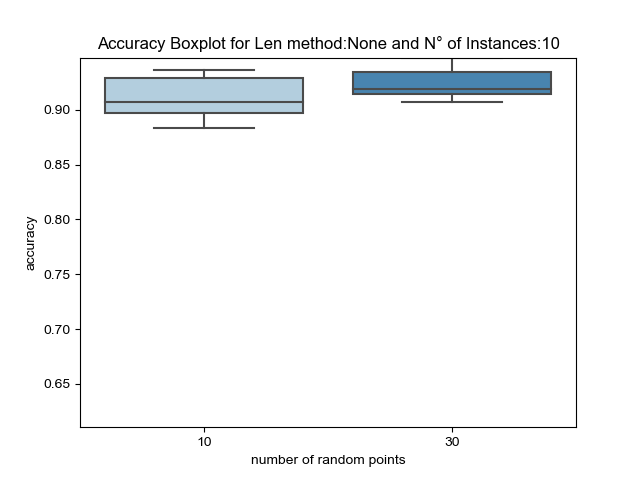 Accuracy Boxplot for Len method:None and N° of Instances:10
0.90
0.85
0.80
0.75
0.70
0.65
accuracy
10
30
number of random points